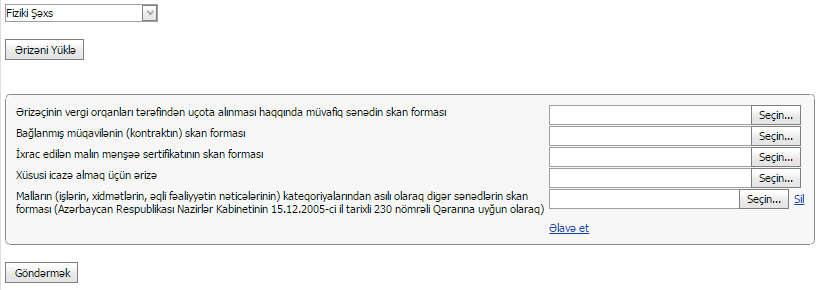 Fiziki Şəxs
Ərizəni Yüklə
Ərizəçinin vergi orqanları tərəfindən uçota alınması haqqında müvafiq sənədin skan forması Seçin...
Bağlanmış müqavilənin (kontraktın) skan forması Seçin...
İxrac edilən malın mənşəə sertifikatının skan forması Seçin...
Xüsusi icazə almaq üçün ərizə Seçin...
Malların (işlərin, xidmətlərin, əqli fəaliyyətin nəticələrinin) kateqoriyalarından asılı olaraq digər sənədlərin skan Seçin... Sil
forması (Azərbaycan Respublikası Nazirlər Kabinetinin 15.12.2005-ci il tarixli 230 nömrəli Qərarına uyğun olaraq)
Əlavə et
Göndərmək